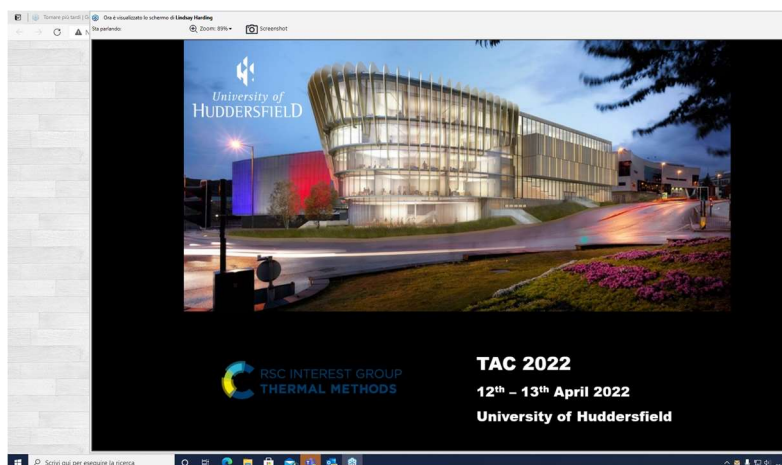 Tornare più tardi | G
Ora è visualizzato lo schermo di Lindsay Harding
Sta parlando:
Zoom: 89%
Screenshot
University of
HUDDERSFIELD
RSC INTEREST GROUP
THERMAL METHODS
TAC 2022
12th – 13th April 2022
University of Huddersfield
Scrivi qui per eseguire la ricerca